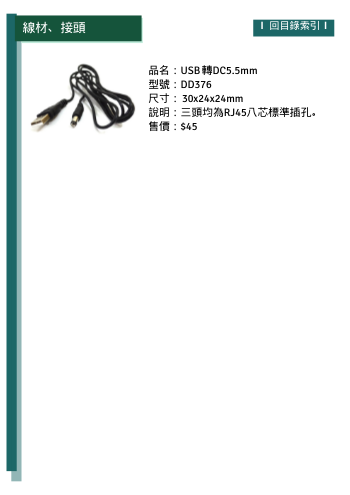 線材、接頭
I 回目錄索引 I
品名：USB轉DC5.5mm
型號：DD376
尺寸： 30x24x24mm
說明：三頭均為RJ45八芯標準插孔。
售價：$45